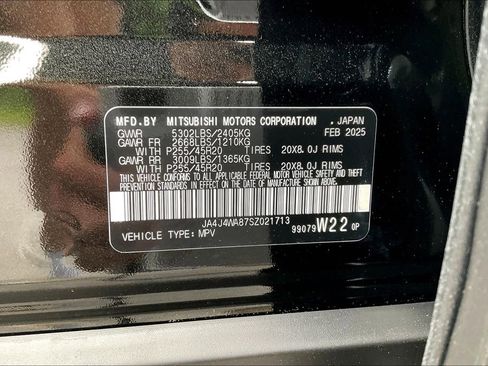 MFD.BY MITSUBISHI MOTORS CORPORATION , JAPAN
GVWR 5302LBS/2405KG FEB 2025
GAWR FR 2668LBS/1210KG
WITH P255/45R20 TIRES 20X8.0J RIMS
GAWR RR 3009LBS/1365KG
WITH P255/45R20 TIRES 20X8.0J RIMS
THIS VEHICLE CONFORMS TO ALL APPLICABLE FEDERAL MOTOR VEHICLE SAFETY, BUMPER, AND THEFT
PREVENTION STANDARDS IN EFFECT ON THE DATE OF MANUFACTURE SHOWN ABOVE.
JA4J4WA87SZ021713
VEHICLE TYPE:MPV 99079 W22 OP